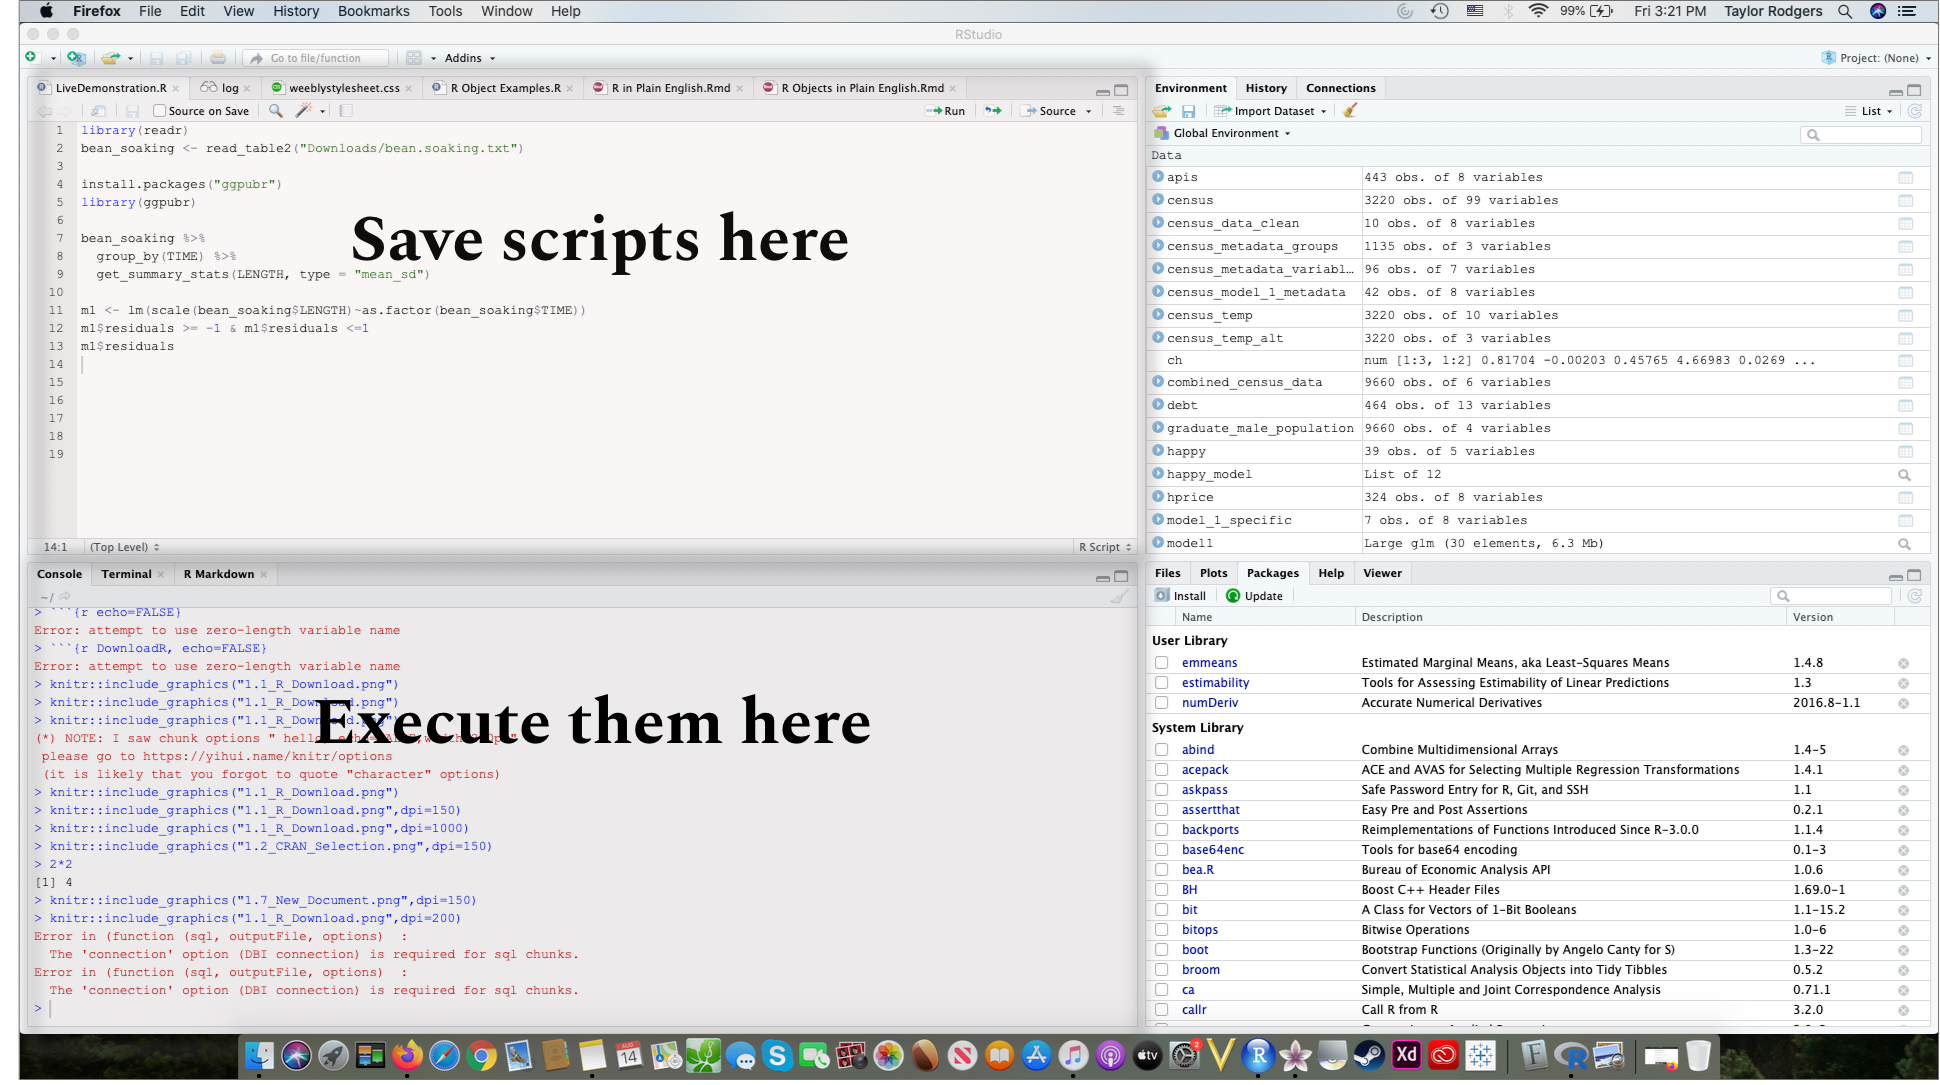 Firefox File Edit View History Bookmarks Tools Window Help 99% Fri 3:21 PM Taylor Rodgers
RStudio
Go to file/function Addins Project: (None)
LiveDemonstration.R log weeblystylesheet.css R Object Examples.R R in Plain English.Rmd R Objects in Plain English.Rmd
Source on Save Run Source
1 library(readr)
2 bean_soaking <- read_table2("Downloads/bean.soaking.txt")
3
4 install.packages("ggpubr")
5 library(ggpubr)
6
7 bean_soaking %>%
8 group_by(TIME) %>%
9 get_summary_stats(LENGTH, type = "mean_sd")
10
11 m1 <- lm(scale(bean_soaking$LENGTH)~as.factor(bean_soaking$TIME))
12 m1$residuals >= -1 & m1$residuals <=1
13 m1$residuals
14
15
16
17
18
19
Save scripts here
14:1 (Top Level) R Script
Console Terminal R Markdown
~/
> ```{r echo=FALSE}
Error: attempt to use zero-length variable name
> ```{r DownloadR, echo=FALSE}
Error: attempt to use zero-length variable name
> knitr::include_graphics("1.1_R_Download.png")
> knitr::include_graphics("1.1_R_Download.png")
> knitr::include_graphics("1.1_R_Download.png")
(*) NOTE: I saw chunk options " hello
please go to https://yihui.name/knitr/options
(it is likely that you forgot to quote "character" options)
> knitr::include_graphics("1.1_R_Download.png")
> knitr::include_graphics("1.1_R_Download.png",dpi=150)
> knitr::include_graphics("1.1_R_Download.png",dpi=1000)
> knitr::include_graphics("1.2_CRAN_Selection.png",dpi=150)
> 2*2
[1] 4
> knitr::include_graphics("1.7_New_Document.png",dpi=150)
> knitr::include_graphics("1.1_R_Download.png",dpi=200)
Error in (function (sql, outputFile, options) :
The 'connection' option (DBI connection) is required for sql chunks.
Error in (function (sql, outputFile, options) :
The 'connection' option (DBI connection) is required for sql chunks.
>
Execute them here
Environment History Connections
Import Dataset List
Global Environment
Data
apis 443 obs. of 8 variables
census 3220 obs. of 99 variables
census_data_clean 10 obs. of 8 variables
census_metadata_groups 1135 obs. of 3 variables
census_metadata_variabl… 96 obs. of 7 variables
census_model_1_metadata 42 obs. of 8 variables
census_temp 3220 obs. of 10 variables
census_temp_alt 3220 obs. of 3 variables
ch num [1:3, 1:2] 0.81704 -0.00203 0.45765 4.66983 0.0269 ...
combined_census_data 9660 obs. of 6 variables
debt 464 obs. of 13 variables
graduate_male_population 9660 obs. of 4 variables
happy 39 obs. of 5 variables
happy_model List of 12
hprice 324 obs. of 8 variables
model_1_specific 7 obs. of 8 variables
model1 Large glm (30 elements, 6.3 Mb)
Files Plots Packages Help Viewer
Install Update
Name Description Version
User Library
emmeans Estimated Marginal Means, aka Least-Squares Means 1.4.8
estimability Tools for Assessing Estimability of Linear Predictions 1.3
numDeriv Accurate Numerical Derivatives 2016.8-1.1
System Library
abind Combine Multidimensional Arrays 1.4-5
acepack ACE and AVAS for Selecting Multiple Regression Transformations 1.4.1
askpass Safe Password Entry for R, Git, and SSH 1.1
assertthat Easy Pre and Post Assertions 0.2.1
backports Reimplementations of Functions Introduced Since R-3.0.0 1.1.4
base64enc Tools for base64 encoding 0.1-3
bea.R Bureau of Economic Analysis API 1.0.6
BH Boost C++ Header Files 1.69.0-1
bit A Class for Vectors of 1-Bit Booleans 1.1-15.2
bitops Bitwise Operations 1.0-6
boot Bootstrap Functions (Originally by Angelo Canty for S) 1.3-22
broom Convert Statistical Analysis Objects into Tidy Tibbles 0.5.2
ca Simple, Multiple and Joint Correspondence Analysis 0.71.1
callr Call R from R 3.2.0
AUG 14 tv 2 R Xd